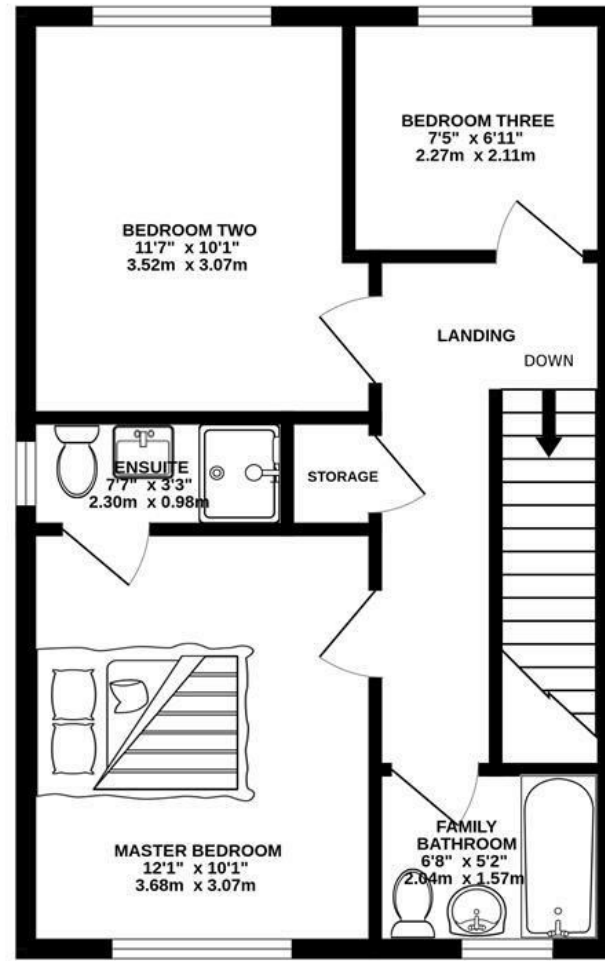 BEDROOM THREE
7'5" x 6'11"
2.27m x 2.11m
BEDROOM TWO
11'7" x 10'1"
3.52m x 3.07m
LANDING
DOWN
ENSUITE
7'7" x 3'3"
2.30m x 0.98m
STORAGE
MASTER BEDROOM
12'1" x 10'1"
3.68m x 3.07m
FAMILY
BATHROOM
6'8" x 5'2"
2.04m x 1.57m